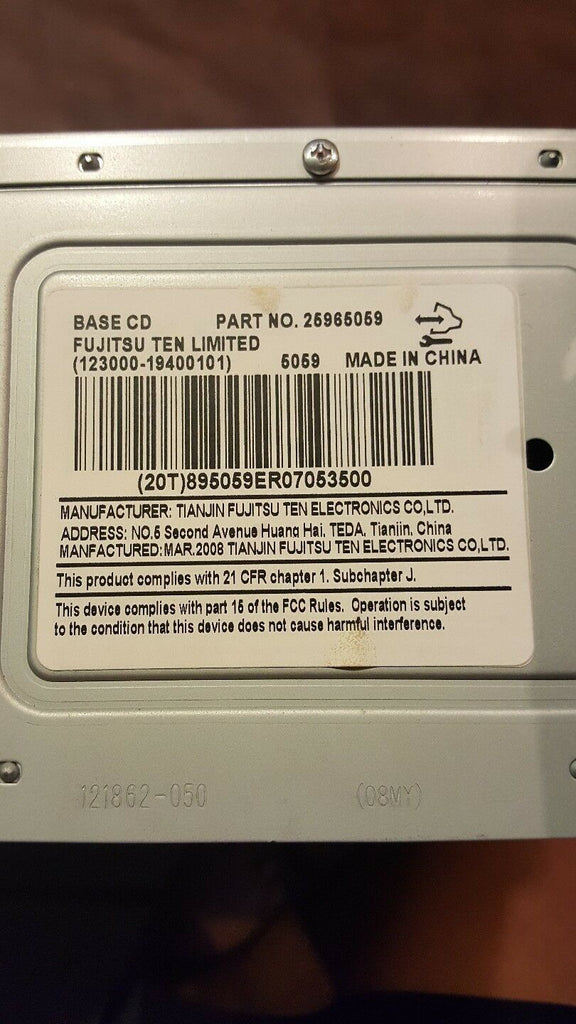 BASE CD PART NO. 25965059
FUJITSU TEN LIMITED
(123000-19400101) 5059 MADE IN CHINA
(20T)895059ER07053500
MANUFACTURER: TIANJIN FUJITSU TEN ELECTRONICS CO,LTD.
ADDRESS: NO.5 Second Avenue Huang Hai, TEDA, Tianjin, China
MANFACTURED:MAR.2008 TIANJIN FUJITSU TEN ELECTRONICS CO,LTD.
This product complies with 21 CFR chapter 1. Subchapter J.
This device complies with part 15 of the FCC Rules. Operation is subject
to the condition that this device does not cause harmful interference.
121862-050 (08MY)